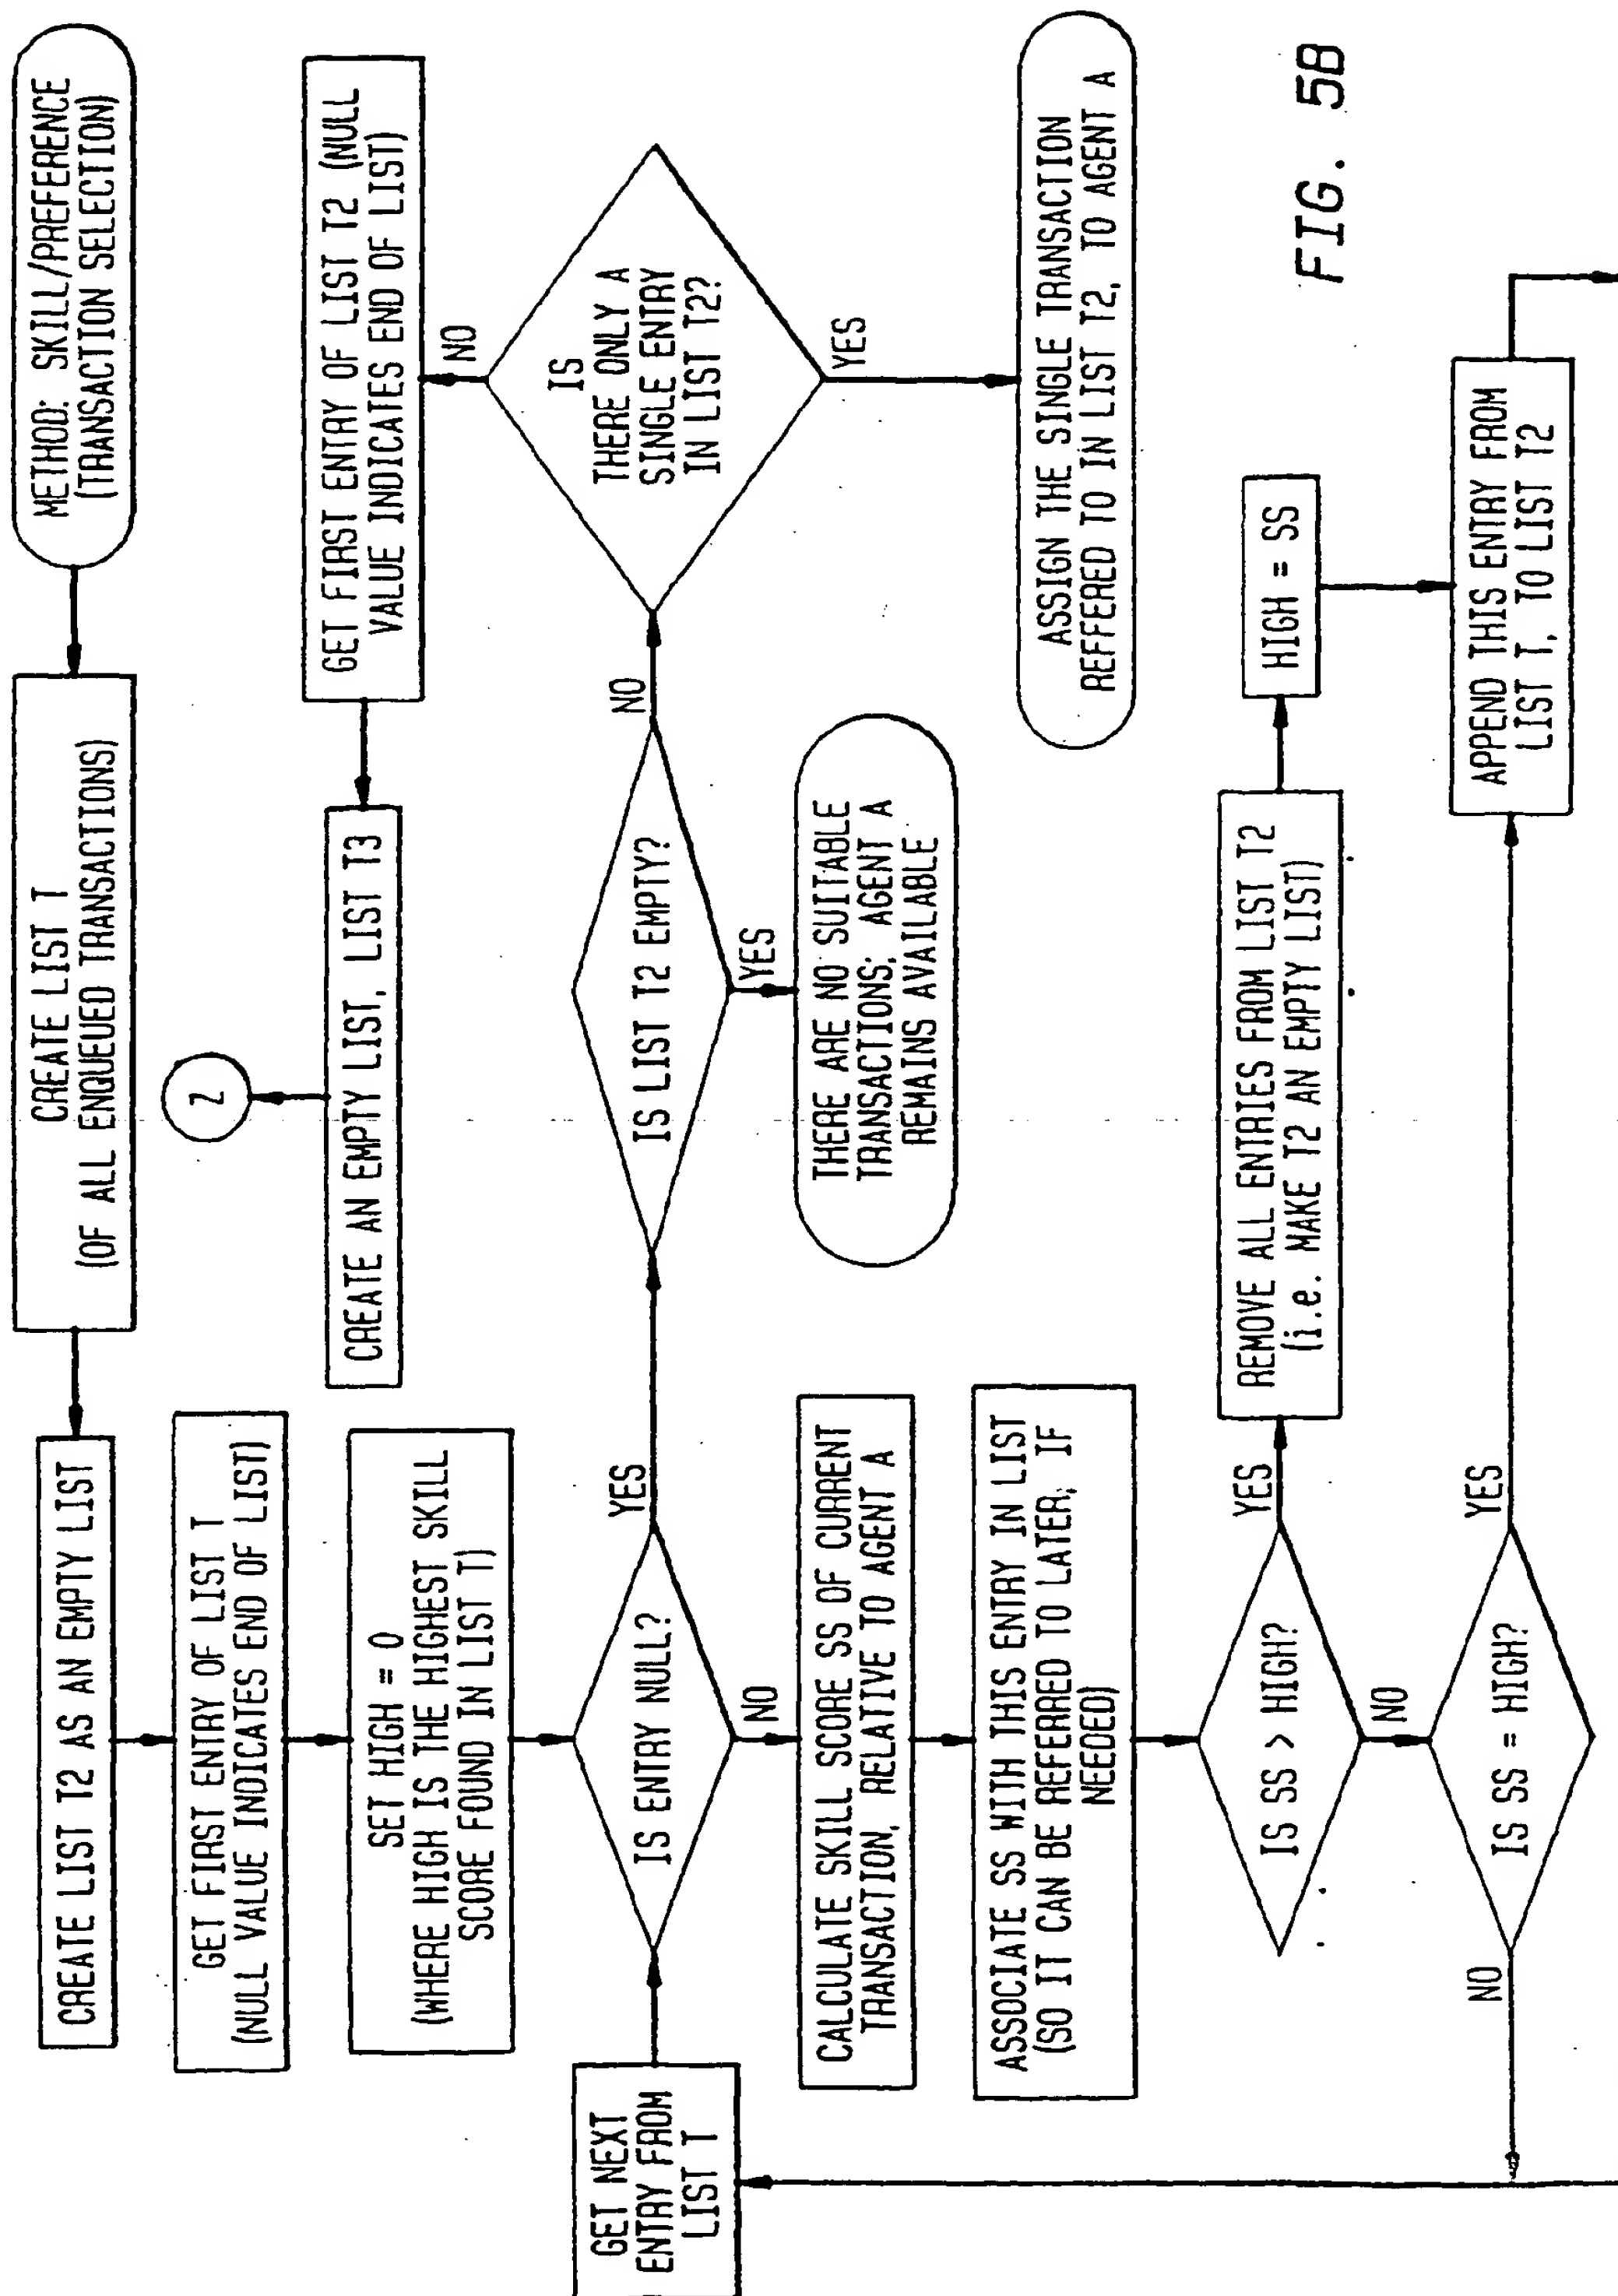 METHOD: SKILL/PREFERENCE
(TRANSACTION SELECTION)
CREATE LIST T
(OF ALL ENQUEUED TRANSACTIONS)
CREATE LIST T2 AS AN EMPTY LIST
GET FIRST ENTRY OF LIST T
(NULL VALUE INDICATES END OF LIST)
SET HIGH = 0
(WHERE HIGH IS THE HIGHEST SKILL
SCORE FOUND IN LIST T)
GET NEXT
ENTRY FROM
LIST T
IS ENTRY NULL?
YES
NO
IS LIST T2 EMPTY?
NO
YES
THERE ARE NO SUITABLE
TRANSACTIONS; AGENT A
REMAINS AVAILABLE
IS
THERE ONLY A
SINGLE ENTRY
IN LIST T2?
NO
YES
GET FIRST ENTRY OF LIST T2 (NULL
VALUE INDICATES END OF LIST)
CREATE AN EMPTY LIST, LIST T3
Z
ASSIGN THE SINGLE TRANSACTION
REFFERED TO IN LIST T2, TO AGENT A
CALCULATE SKILL SCORE SS OF CURRENT
TRANSACTION, RELATIVE TO AGENT A
ASSOCIATE SS WITH THIS ENTRY IN LIST
(SO IT CAN BE REFERRED TO LATER, IF
NEEDED)
IS SS > HIGH?
YES
NO
REMOVE ALL ENTRIES FROM LIST T2
(i.e. MAKE T2 AN EMPTY LIST)
HIGH = SS
IS SS = HIGH?
YES
NO
APPEND THIS ENTRY FROM
LIST T, TO LIST T2
FIG. 5B